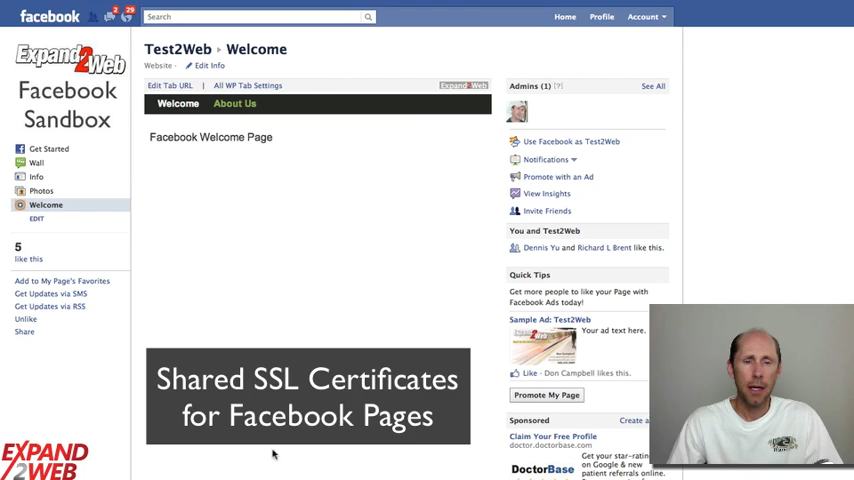 facebook
2
29
Search
Home
Profile
Account
Expand2Web
Facebook
Sandbox
Get Started
Wall
Info
Photos
Welcome
EDIT
5
like this
Add to My Page's Favorites
Get Updates via SMS
Get Updates via RSS
Unlike
Share
Test2Web ▸ Welcome
Website · Edit Info
Edit Tab URL | All WP Tab Settings
Expand2Web
Welcome About Us
Facebook Welcome Page
Shared SSL Certificates
for Facebook Pages
EXPAND
/2WEB
Admins (1) [?] See All
Use Facebook as Test2Web
Notifications
Promote with an Ad
View Insights
Invite Friends
You and Test2Web
Dennis Yu and Richard L Brent like this.
Quick Tips
Get more people to like your Page with
Facebook Ads today!
Sample Ad: Test2Web
Your ad text here.
Like · Don Campbell likes this.
Promote My Page
Sponsored Create a
Claim Your Free Profile
doctor.doctorbase.com
DOCTORBASE
Get your star-rating
on Google & new
patient referrals online.